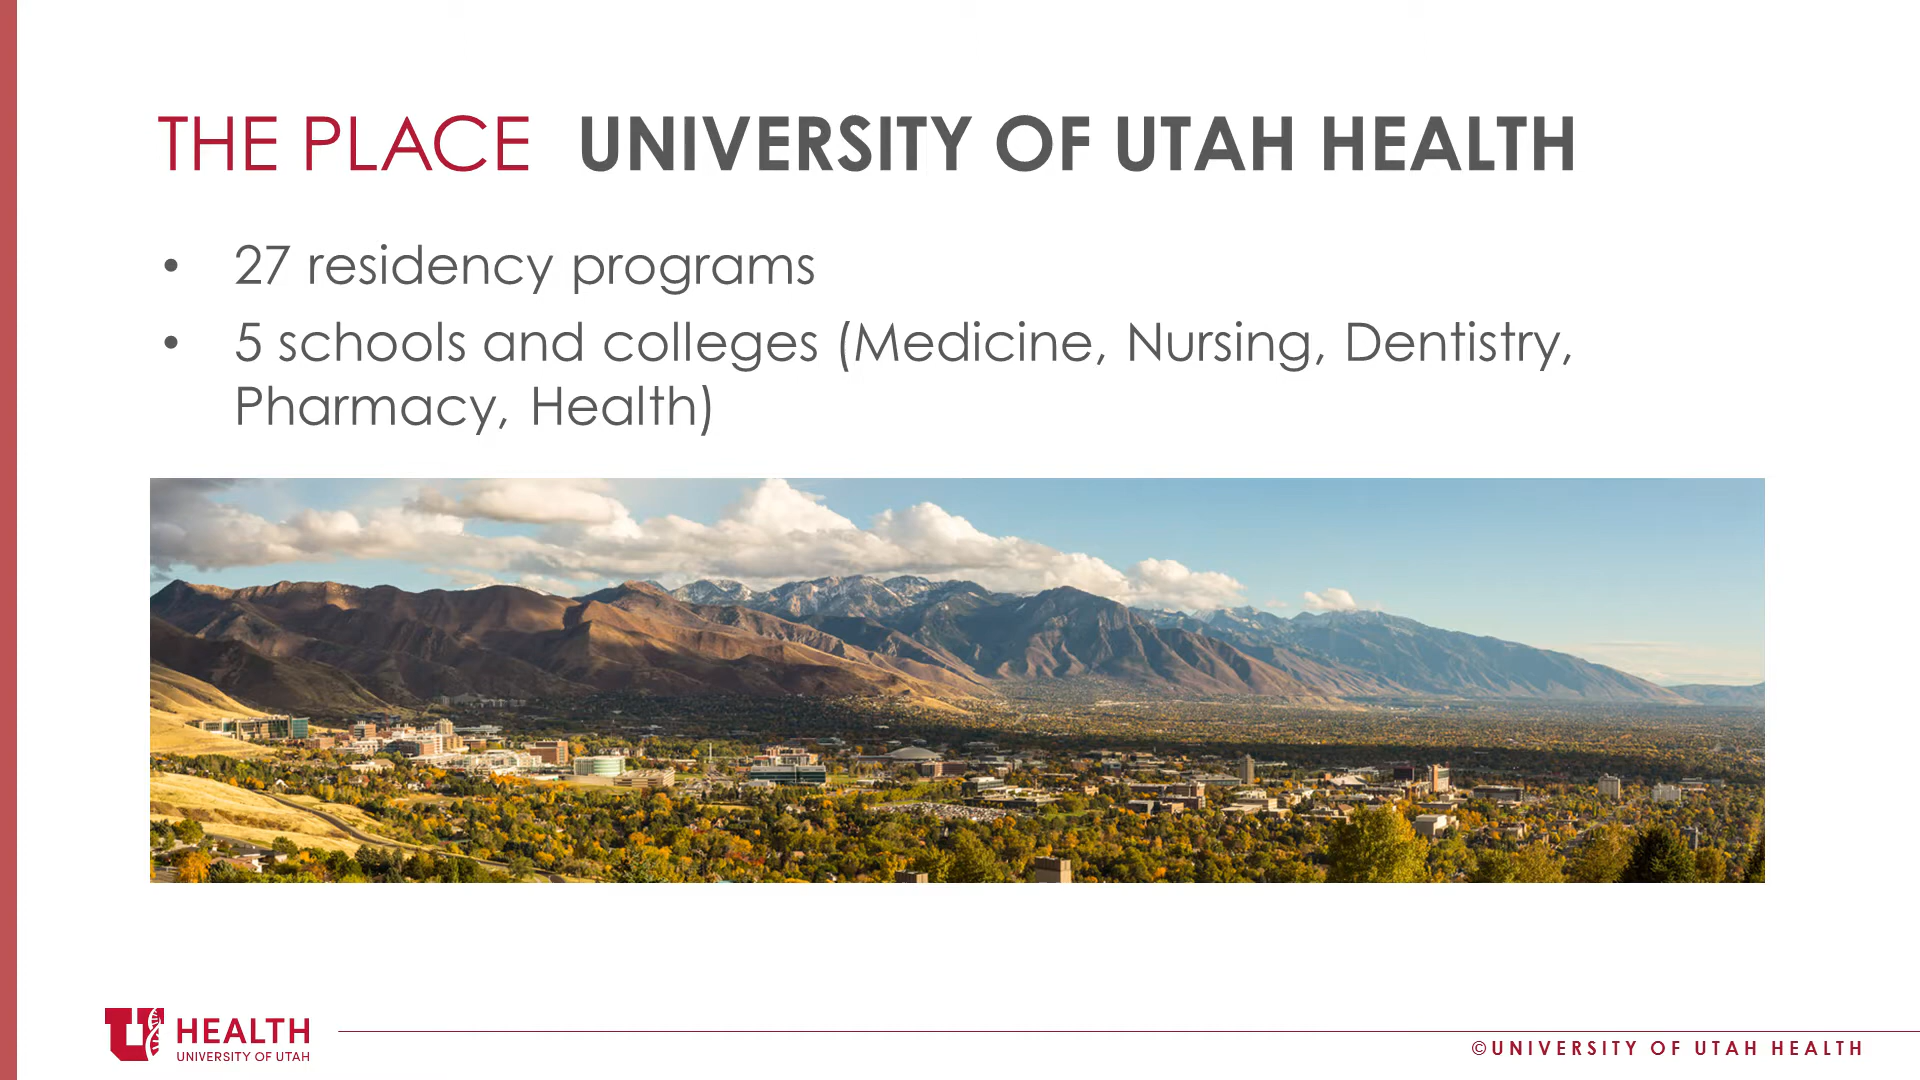 THE PLACE UNIVERSITY OF UTAH HEALTH
• 27 residency programs
• 5 schools and colleges (Medicine, Nursing, Dentistry,
Pharmacy, Health)
U HEALTH
UNIVERSITY OF UTAH
©UNIVERSITY OF UTAH HEALTH